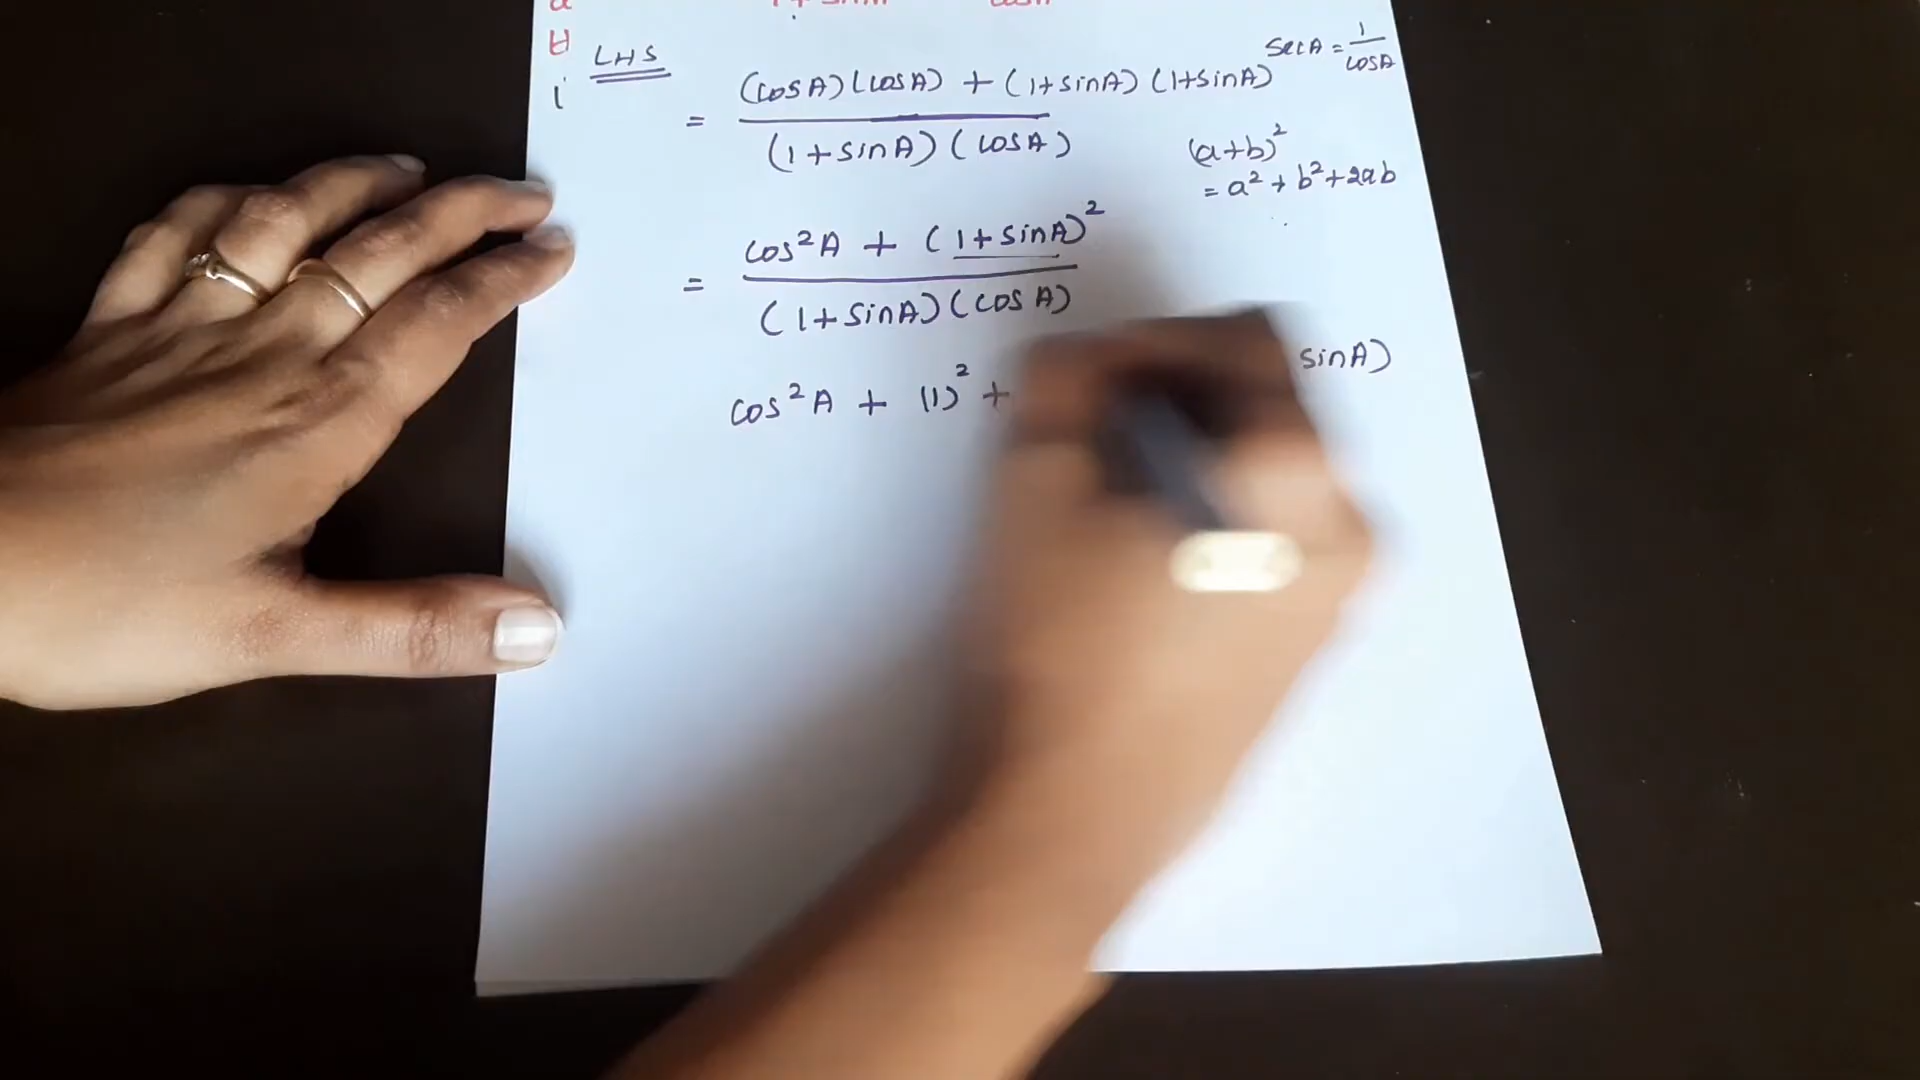 LHS
secA = 1/cosA
= (cosA)(cosA) + (1+sinA)(1+sinA) / (1+sinA)(cosA)
(a+b)²
= a² + b² + 2ab
= cos²A + (1+sinA)² / (1+sinA)(cosA)
cos²A + (1)² + sinA)